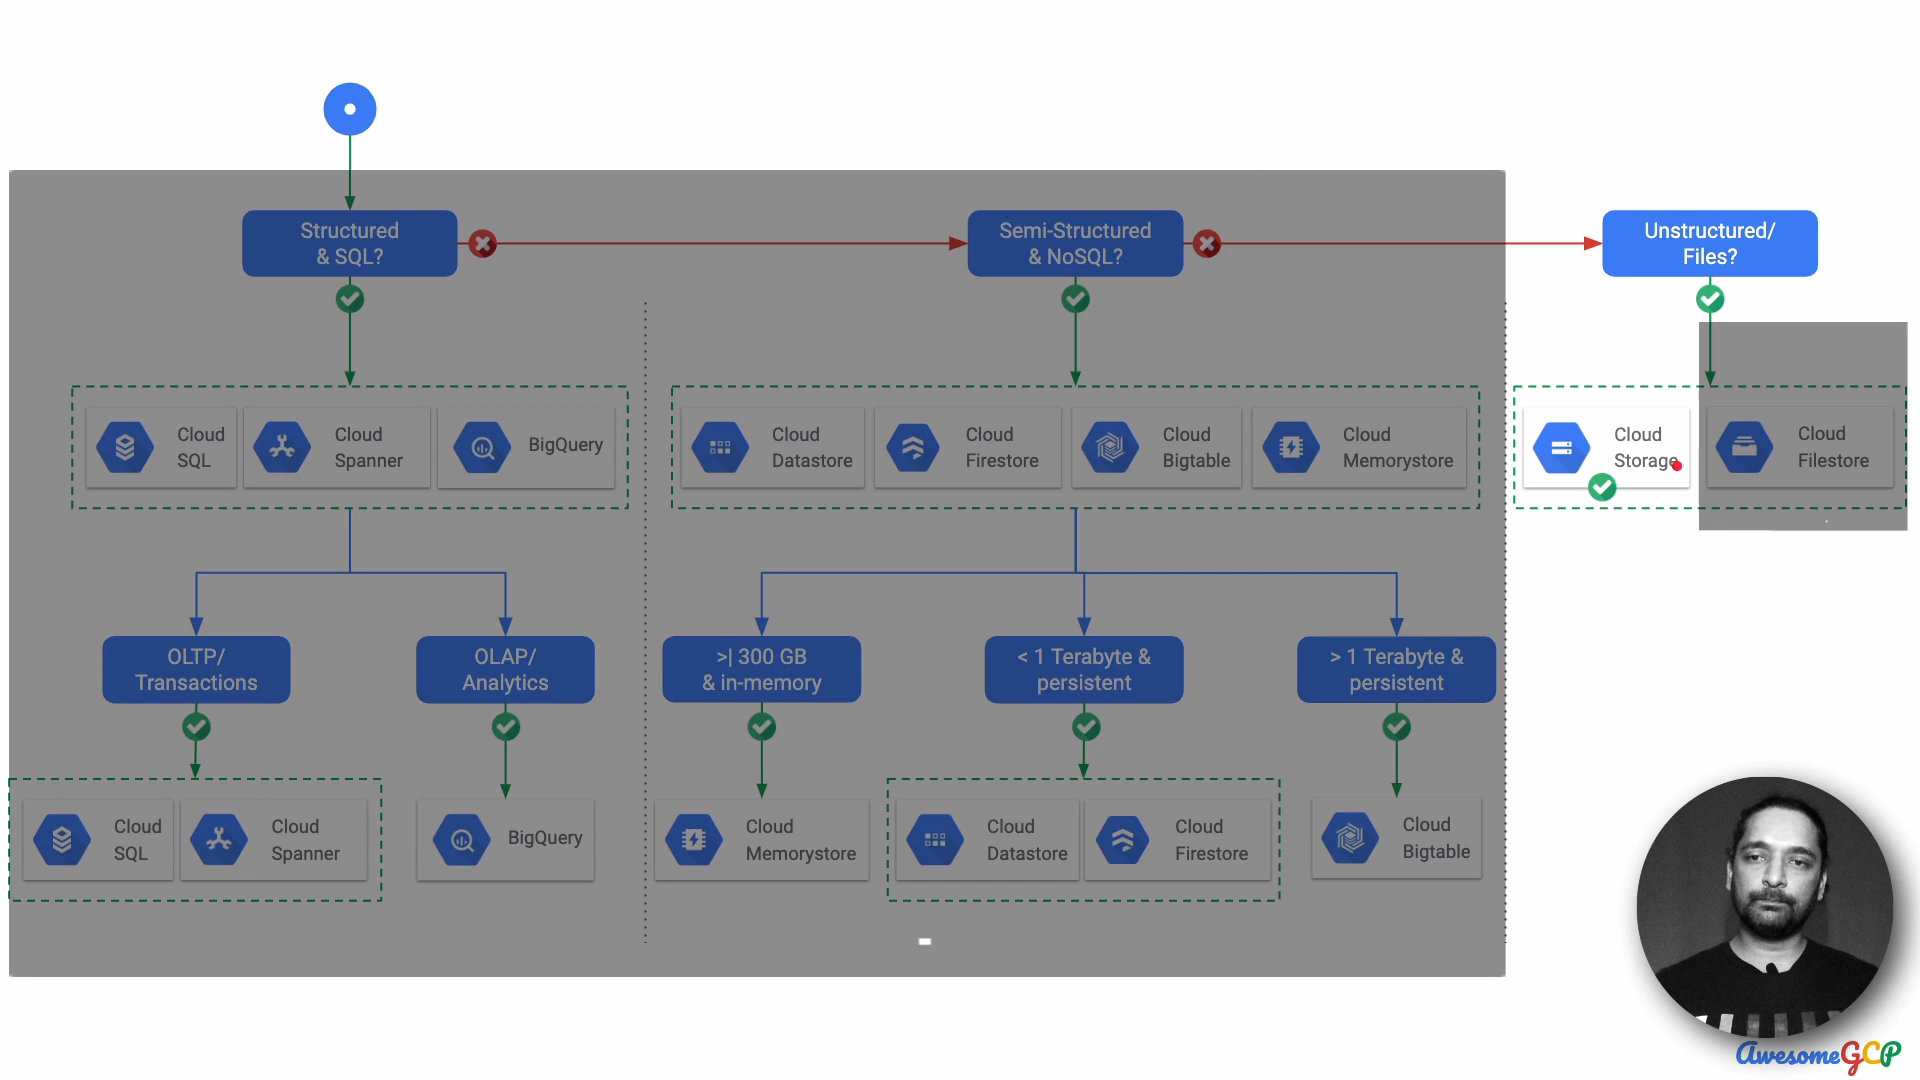 Structured
& SQL?
Semi-Structured
& NoSQL?
Unstructured/
Files?
Cloud
SQL
Cloud
Spanner
BigQuery
Cloud
Datastore
Cloud
Firestore
Cloud
Bigtable
Cloud
Memorystore
Cloud
Storage
Cloud
Filestore
OLTP/
Transactions
OLAP/
Analytics
>| 300 GB
& in-memory
< 1 Terabyte &
persistent
> 1 Terabyte &
persistent
Cloud
SQL
Cloud
Spanner
BigQuery
Cloud
Memorystore
Cloud
Datastore
Cloud
Firestore
Cloud
Bigtable
AwesomeGCP